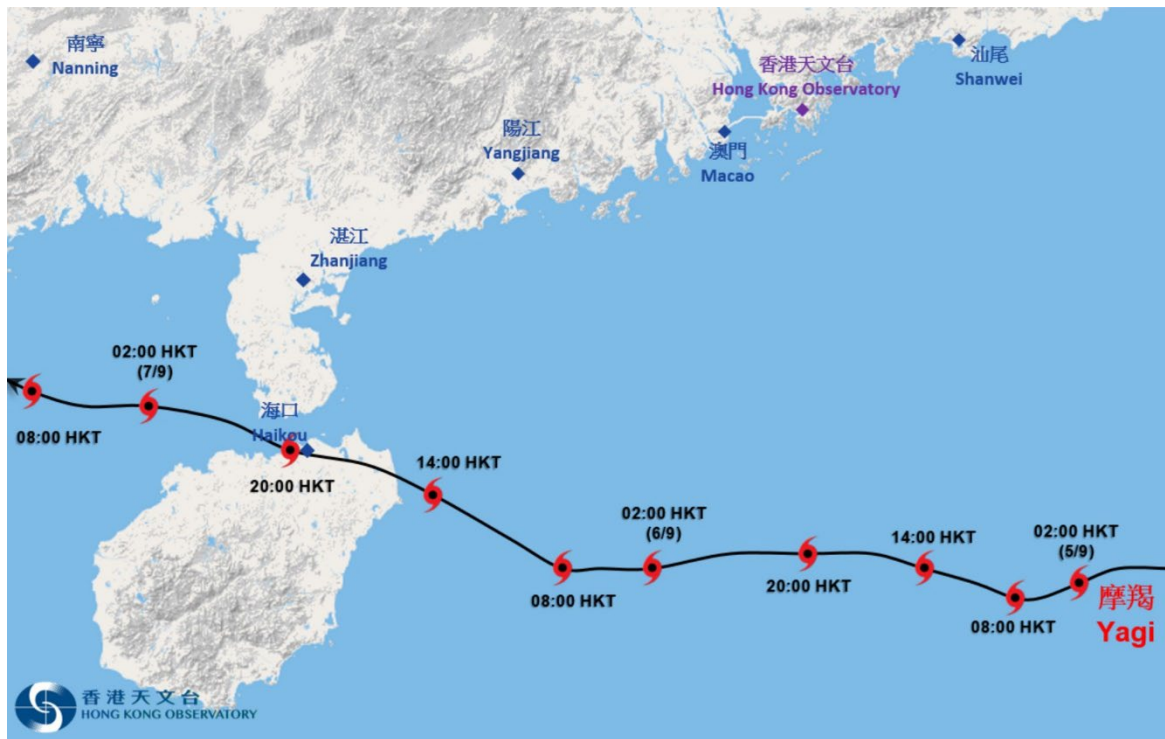 南寧
Nanning
香港天文台
Hong Kong Observatory
汕尾
Shanwei
陽江
Yangjiang
澳門
Macao
湛江
Zhanjiang
02:00 HKT
(7/9)
08:00 HKT
海口
Haikou
20:00 HKT
14:00 HKT
02:00 HKT
(6/9)
08:00 HKT
20:00 HKT
14:00 HKT
02:00 HKT
(5/9)
08:00 HKT
摩羯
Yagi
香港天文台
HONG KONG OBSERVATORY